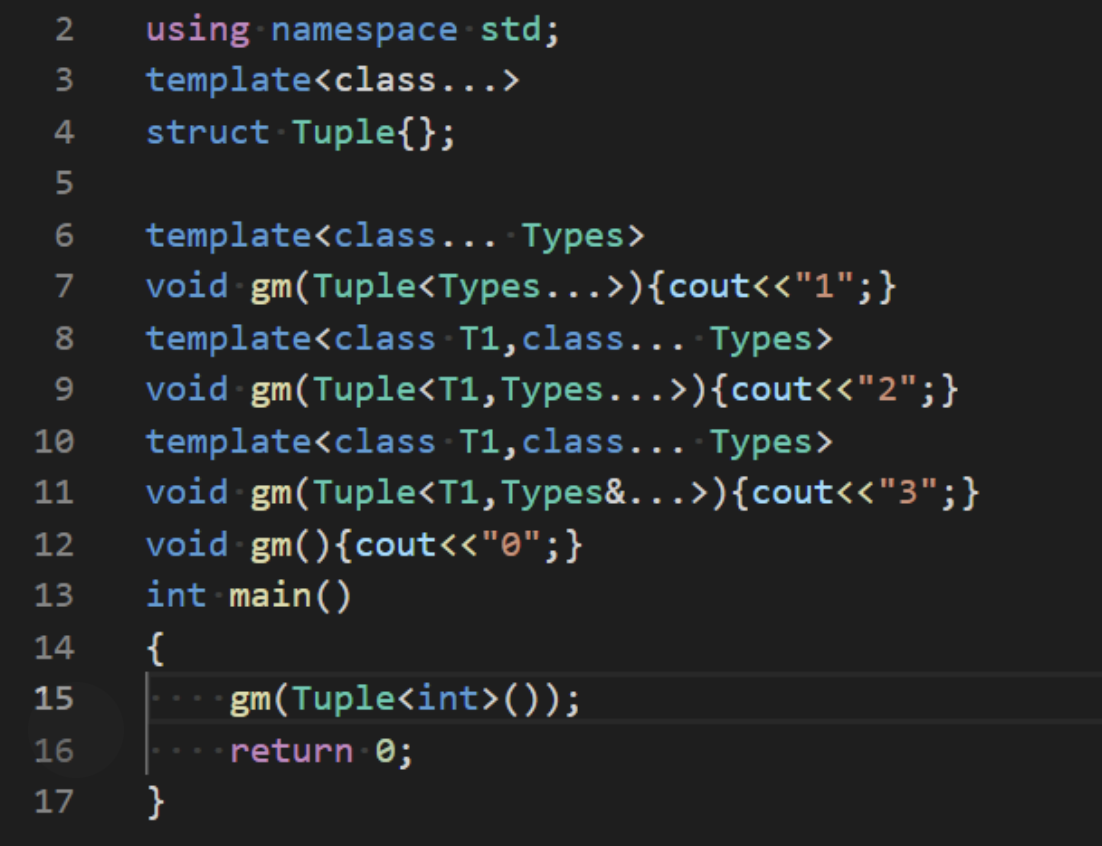 2 using namespace std;
3 template<class...>
4 struct Tuple{};
5
6 template<class... Types>
7 void gm(Tuple<Types...>){cout<<"1";}
8 template<class T1,class... Types>
9 void gm(Tuple<T1,Types...>){cout<<"2";}
10 template<class T1,class... Types>
11 void gm(Tuple<T1,Types&...>){cout<<"3";}
12 void gm(){cout<<"0";}
13 int main()
14 {
15     gm(Tuple<int>());
16     return 0;
17 }